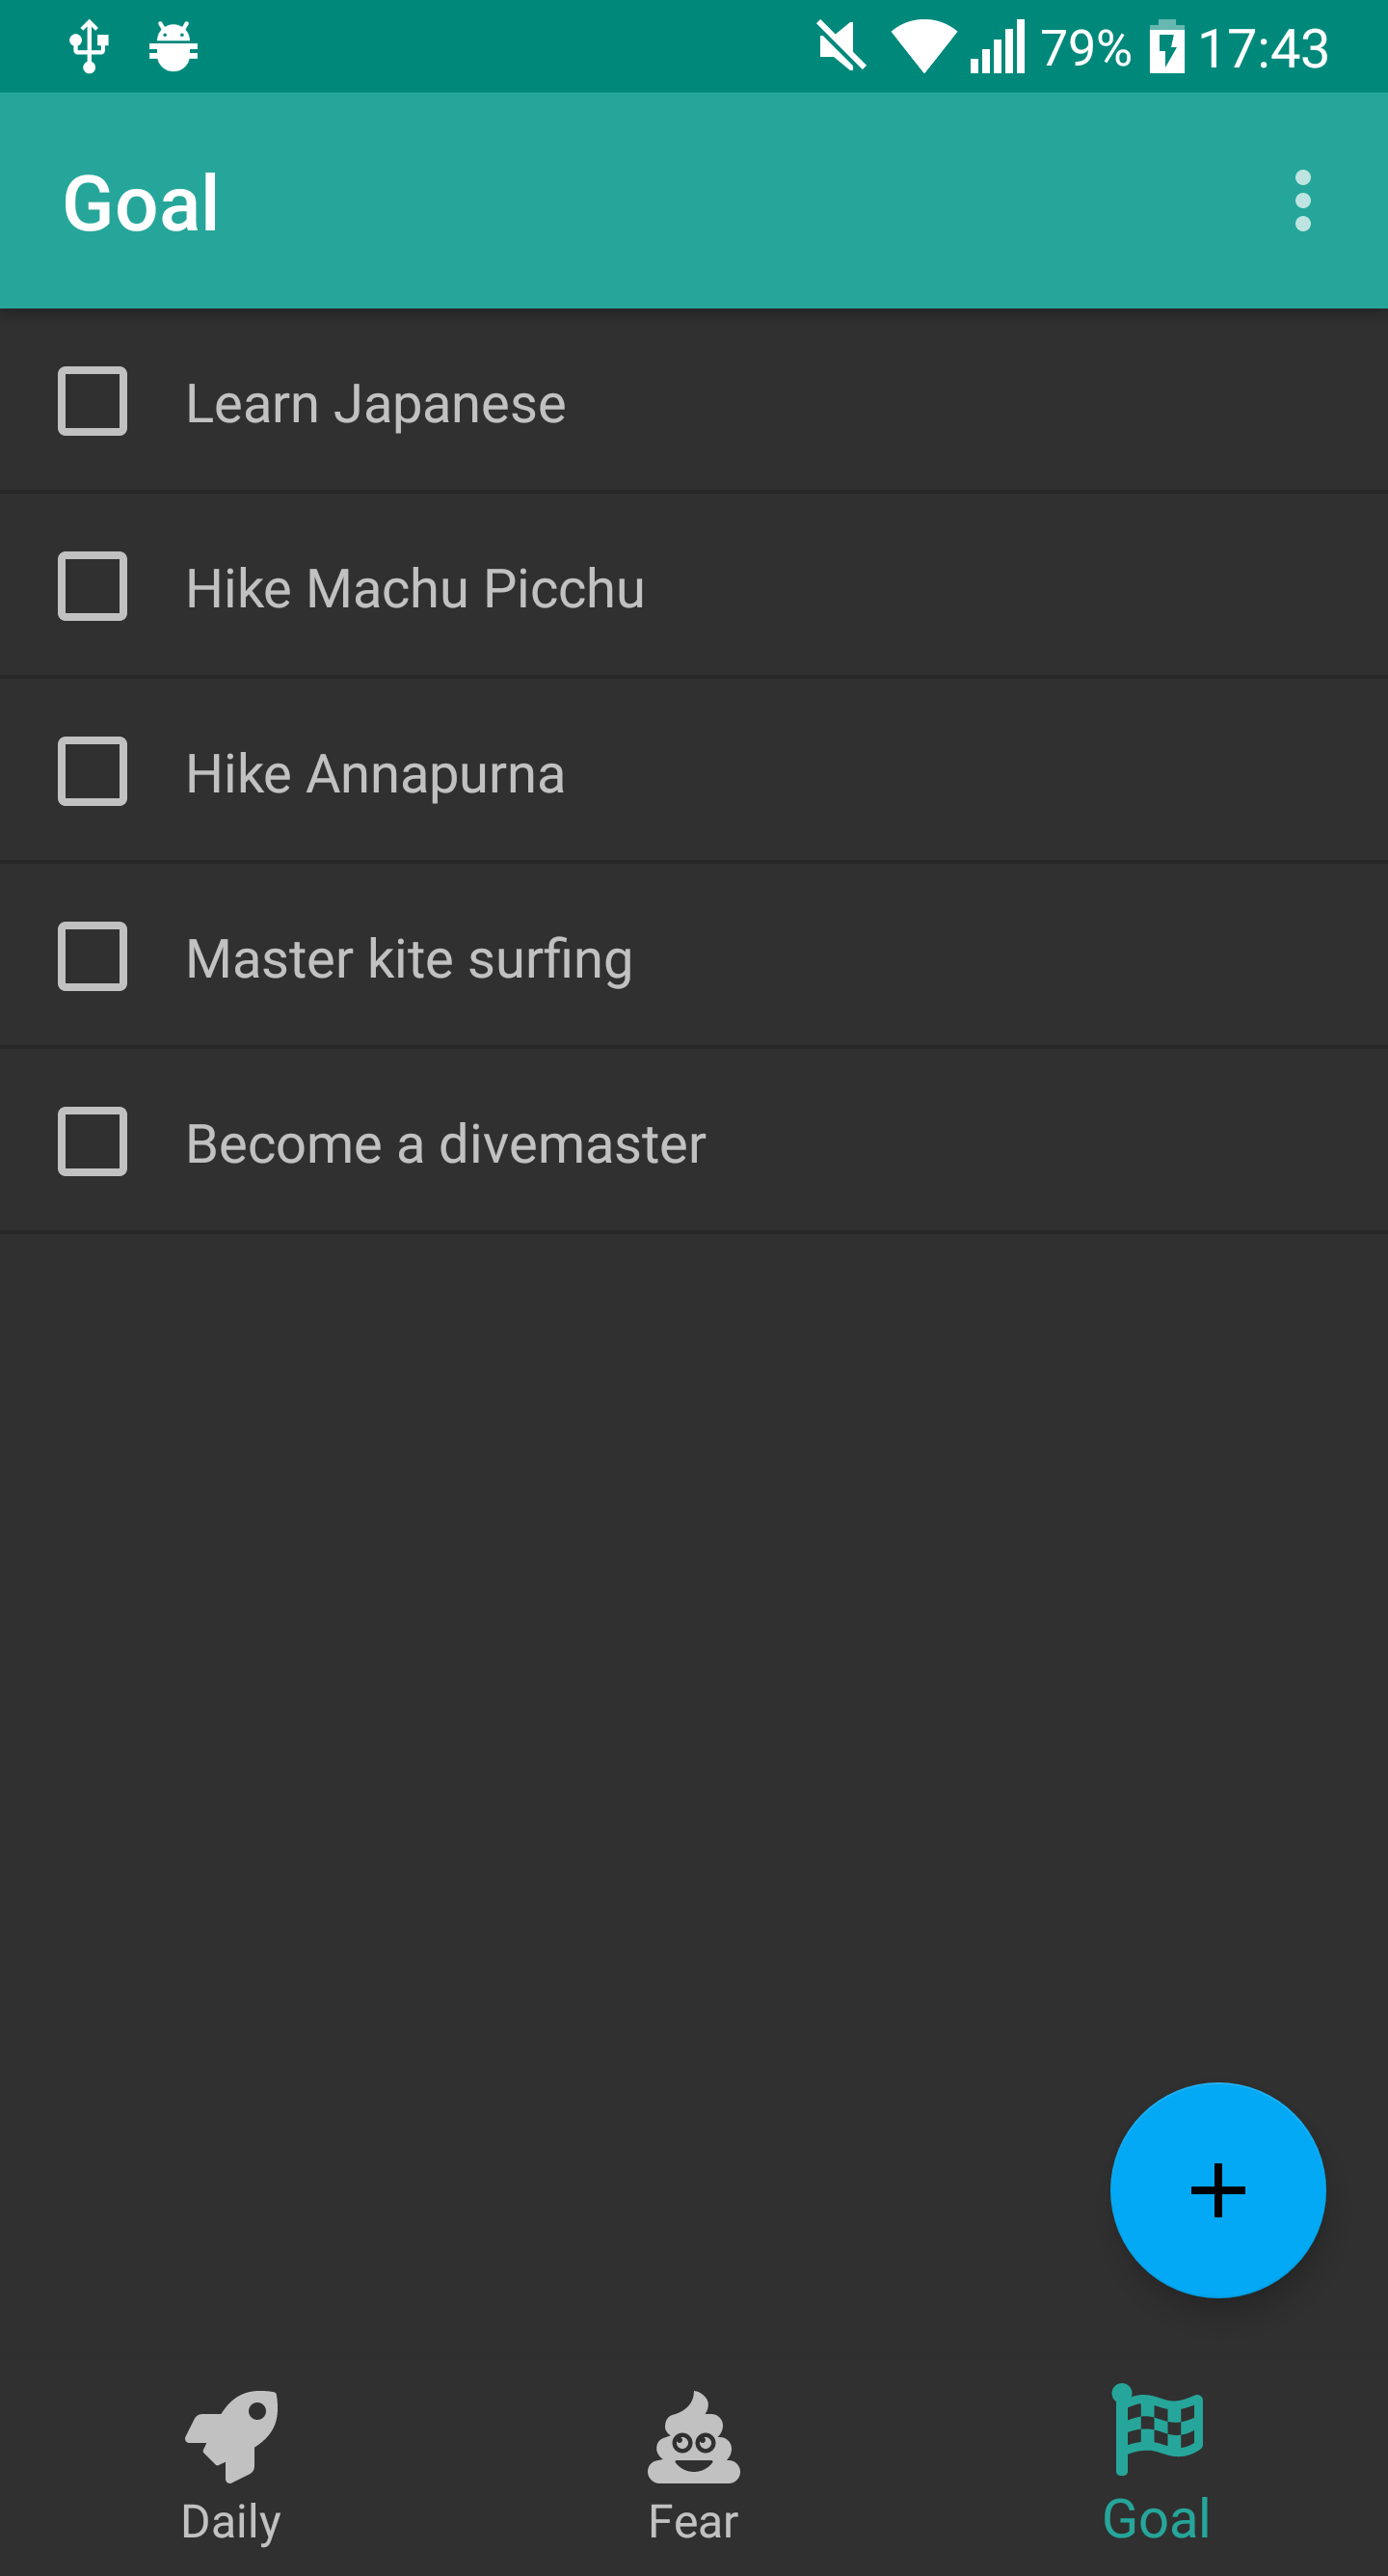 79% 17:43
Goal
Learn Japanese
Hike Machu Picchu
Hike Annapurna
Master kite surfing
Become a divemaster
Daily Fear Goal